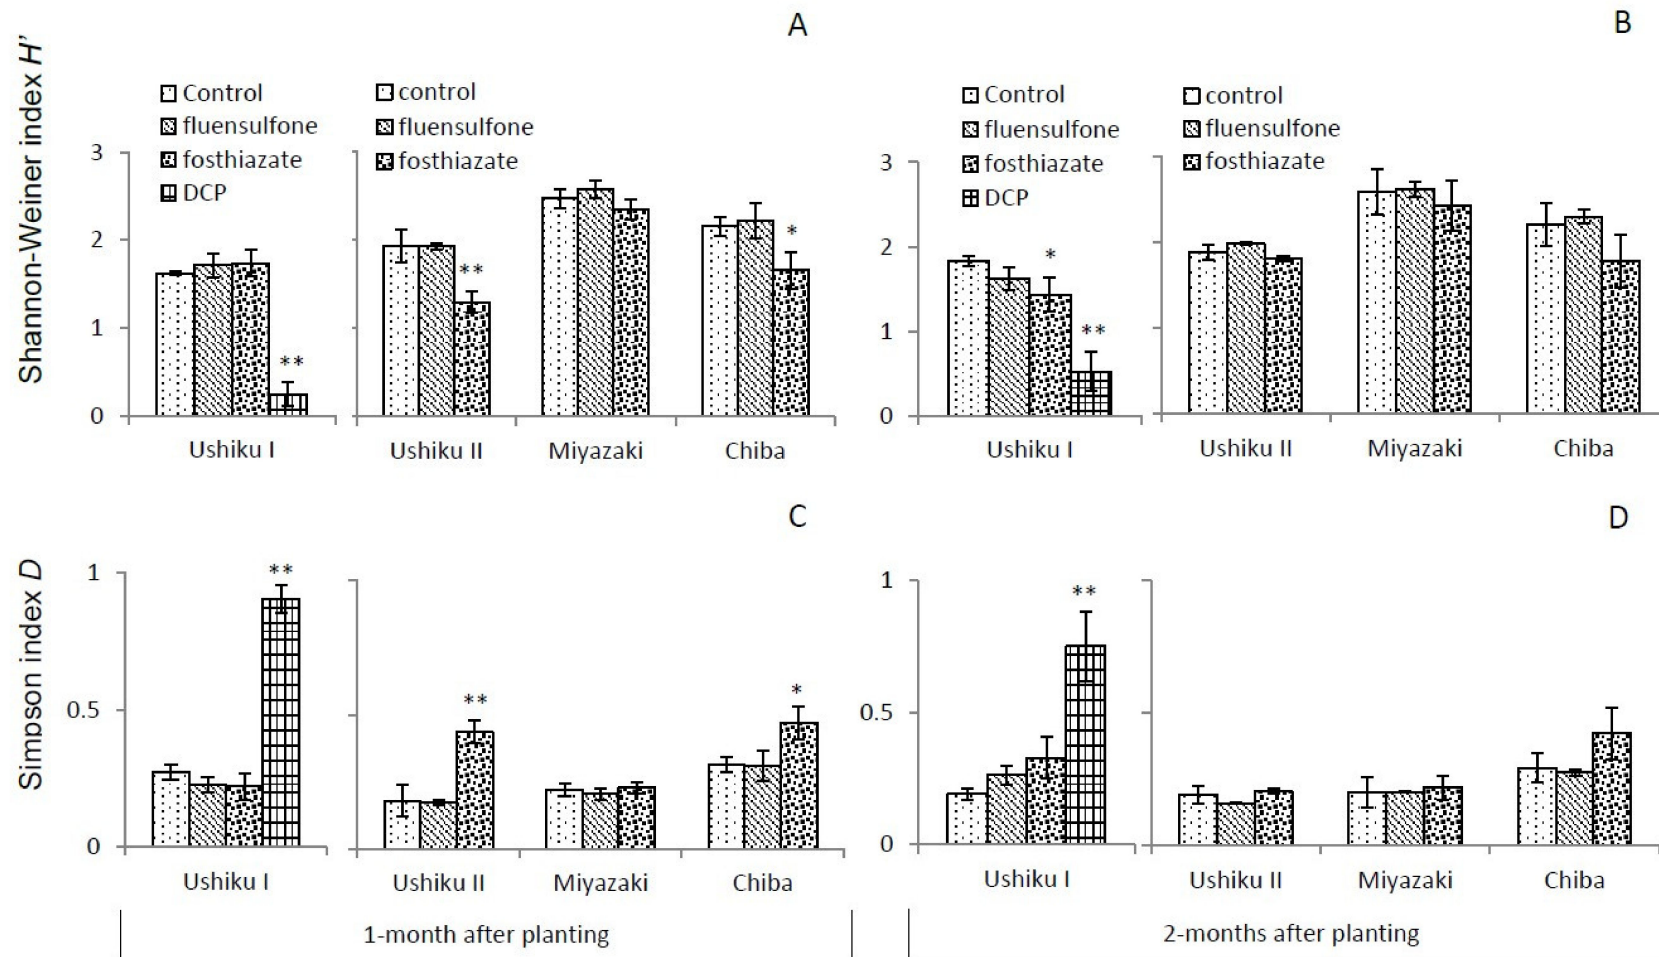 A
Shannon-Weiner index H'
Control
fluensulfone
fosthiazate
DCP
control
fluensulfone
fosthiazate
3
2
1
0
**
**
*
Ushiku I
Ushiku II
Miyazaki
Chiba
B
Control
fluensulfone
fosthiazate
DCP
control
fluensulfone
fosthiazate
3
2
1
0
*
**
Ushiku I
Ushiku II
Miyazaki
Chiba
C
Simpson index D
1
0.5
0
**
**
*
Ushiku I
Ushiku II
Miyazaki
Chiba
1-month after planting
D
1
0.5
0
**
Ushiku I
Ushiku II
Miyazaki
Chiba
2-months after planting